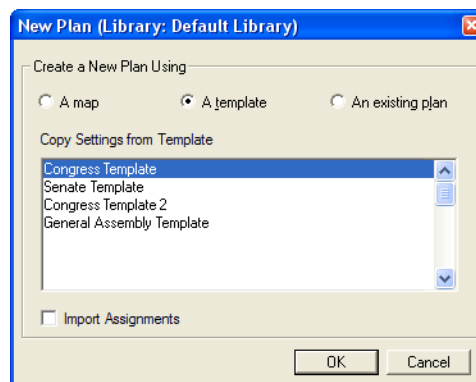 New Plan (Library: Default Library)
Create a New Plan Using
A map
A template
An existing plan
Copy Settings from Template
Congress Template
Senate Template
Congress Template 2
General Assembly Template
Import Assignments
OK
Cancel